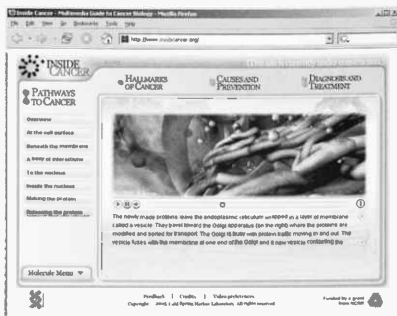 Inside Cancer - Multimedia Guide to Cancer Biology - Mozilla Firefox
File Edit View Go Bookmarks Tools Help
http://www.insidecancer.org/
INSIDE CANCER
HALLMARKS OF CANCER
CAUSES AND PREVENTION
DIAGNOSIS AND TREATMENT
PATHWAYS TO CANCER
Overview
At the cell surface
Beneath the membrane
A body of interactions
To the nucleus
Inside the nucleus
Making the protein
Releasing the protein
The newly made proteins leave the endoplasmic reticulum wrapped in a layer of membrane
called a vesicle. They travel toward the Golgi apparatus (on the right) where the proteins are
modified and sorted for transport. The Golgi is busy with protein traffic moving in and out. The
vesicle fuses with the membrane at one end of the Golgi and a new vesicle containing the
Molecule Menu
Feedback | Credits | Video preferences
Copyright 2005 Cold Spring Harbor Laboratory. All rights reserved
Funded by a grant
from NCRR